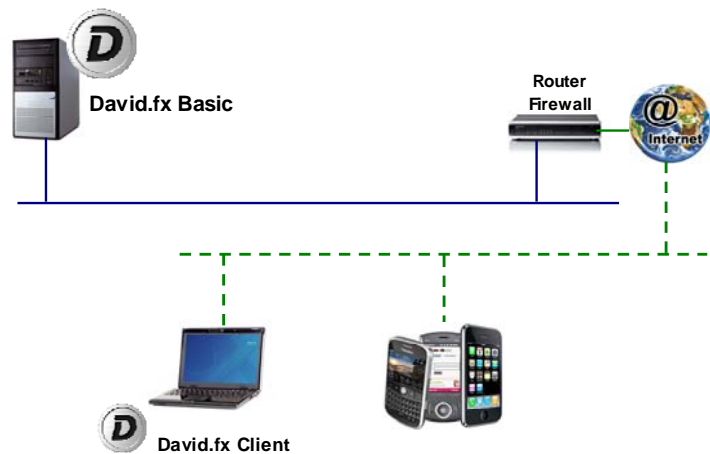 D
David.fx Basic
Router
Firewall
@
Internet
D
David.fx Client